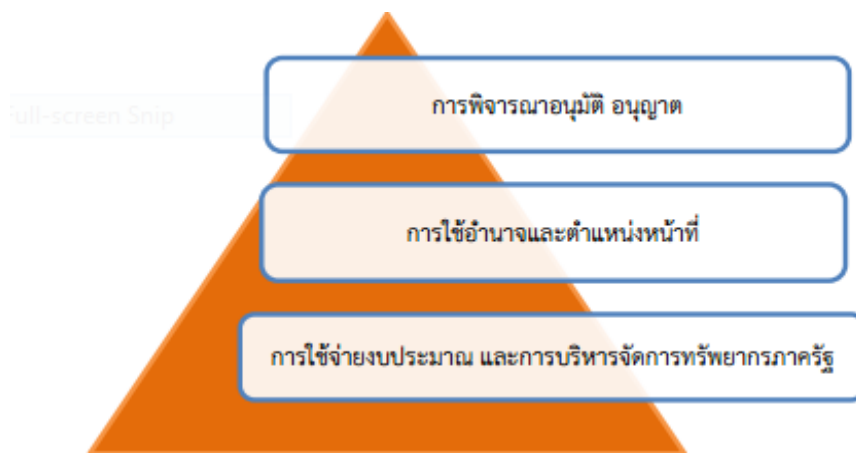 การพิจารณาอนุมัติ อนุญาต
Full-screen Snip
การใช้อำนาจและตำแหน่งหน้าที่
การใช้จ่ายงบประมาณ และการบริหารจัดการทรัพยากรภาครัฐ